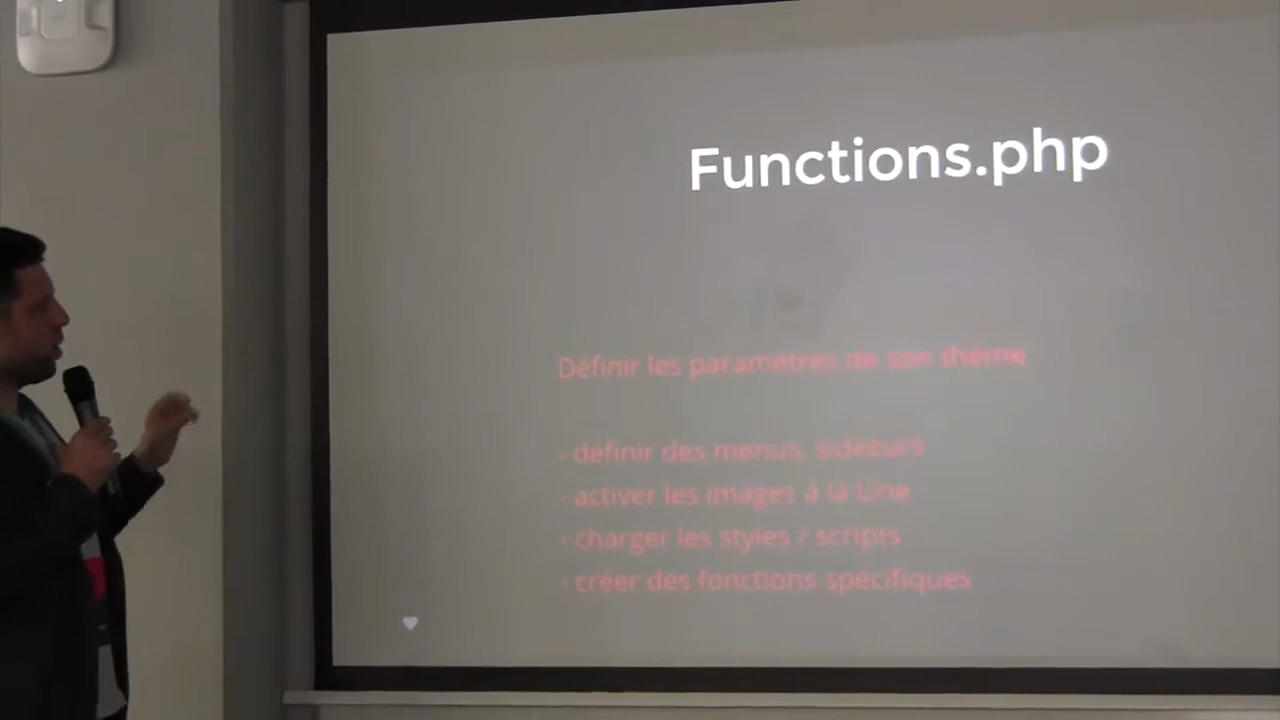 Functions.php
Définir les paramètres de son thème
- définir des menus, sidebars
- activer les images à la Une
- charger les styles / scripts
- créer des fonctions spécifiques